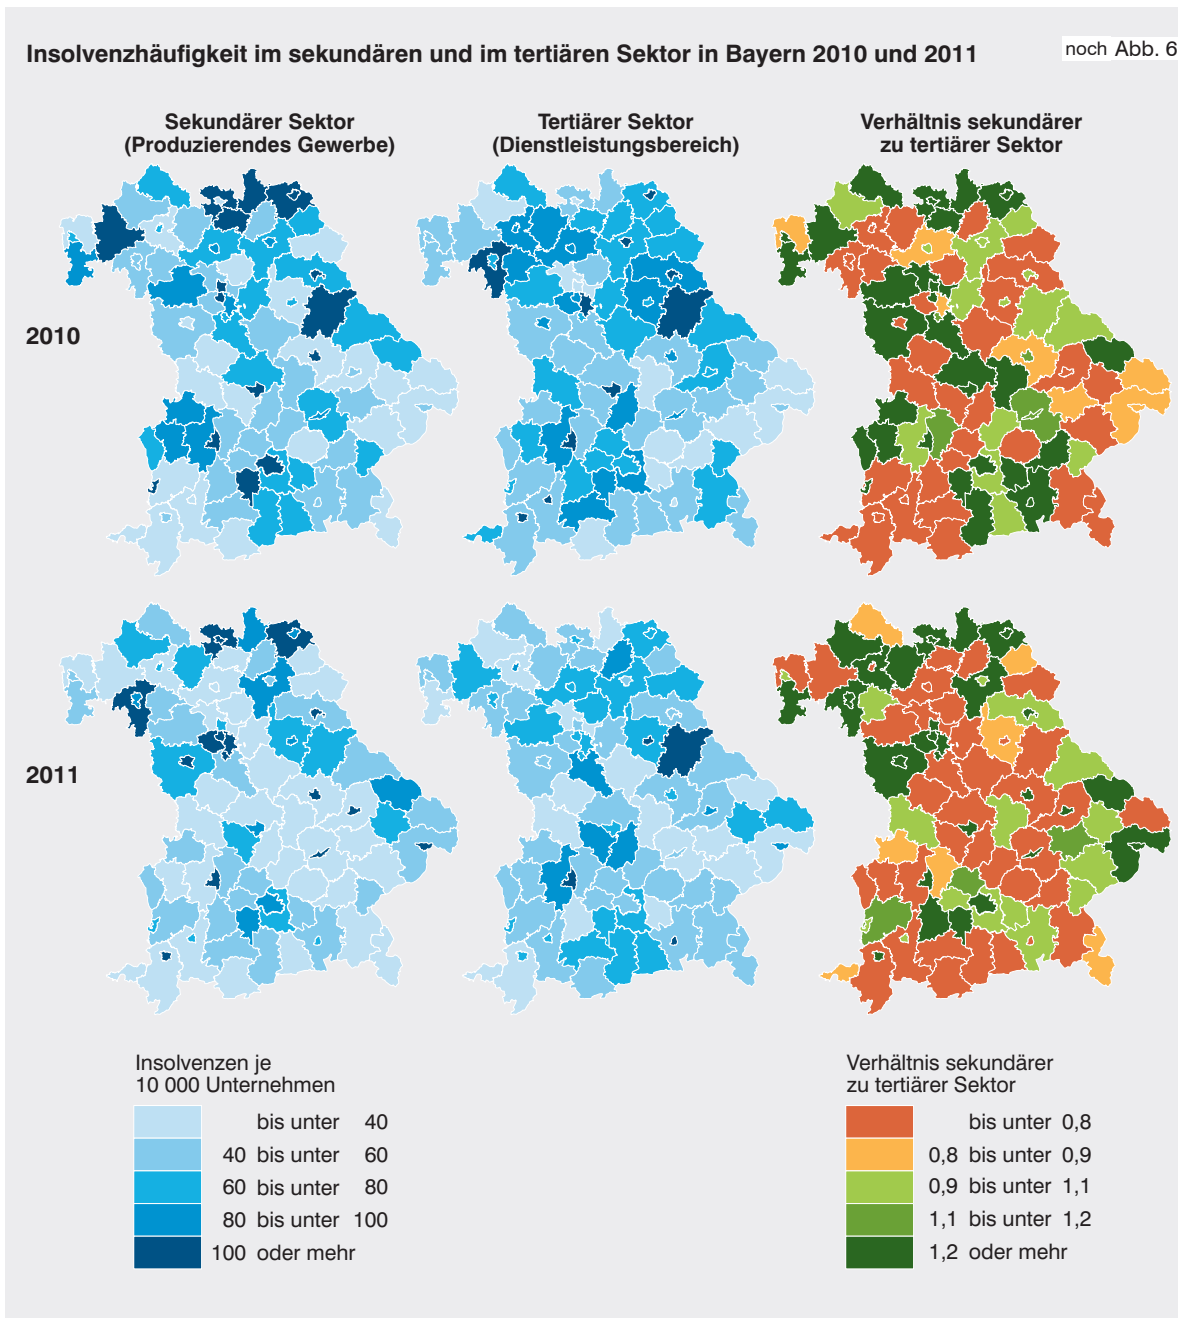 Insolvenzhäufigkeit im sekundären und im tertiären Sektor in Bayern 2010 und 2011
noch Abb. 6
Sekundärer Sektor
(Produzierendes Gewerbe)
Tertiärer Sektor
(Dienstleistungsbereich)
Verhältnis sekundärer
zu tertiärer Sektor
2010
2011
Insolvenzen je
10 000 Unternehmen
bis unter 40
40 bis unter 60
60 bis unter 80
80 bis unter 100
100 oder mehr
Verhältnis sekundärer
zu tertiärer Sektor
bis unter 0,8
0,8 bis unter 0,9
0,9 bis unter 1,1
1,1 bis unter 1,2
1,2 oder mehr